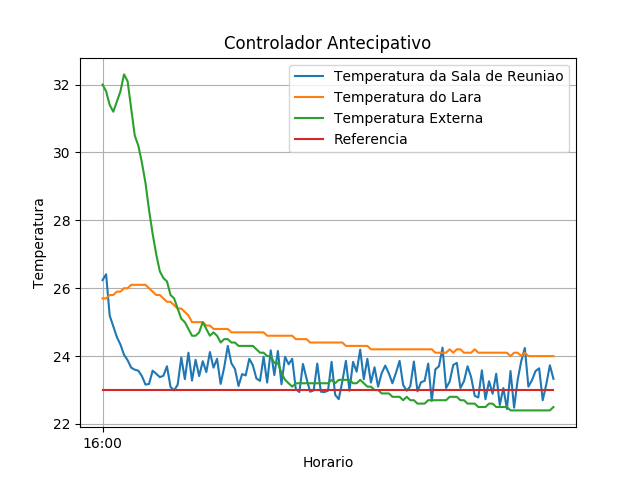 Controlador Antecipativo
Temperatura da Sala de Reuniao
Temperatura do Lara
Temperatura Externa
Referencia
Temperatura
32
30
28
26
24
22
16:00
Horario